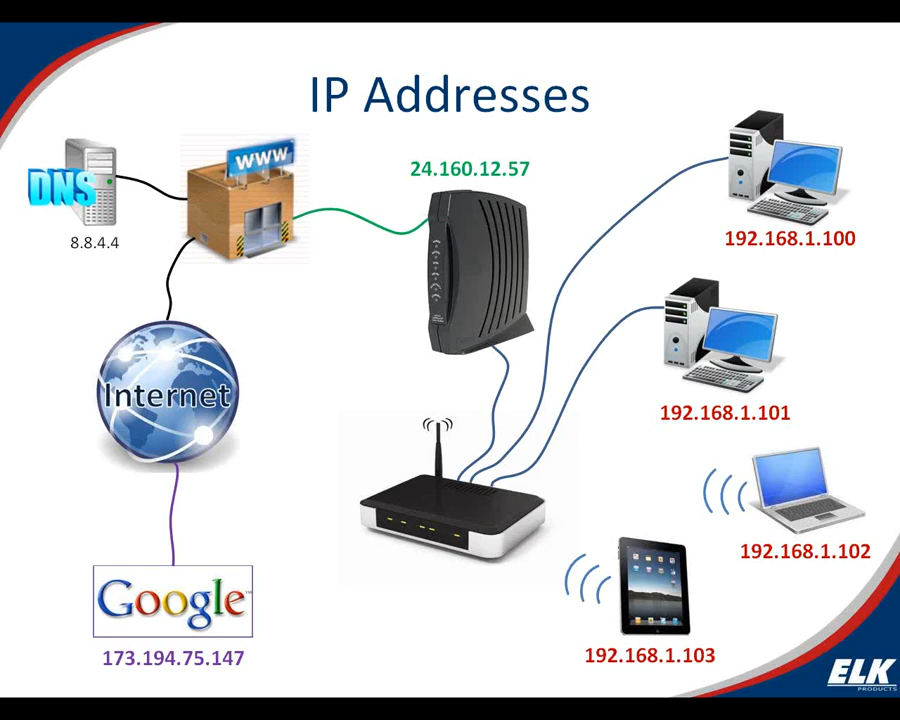 IP Addresses
WWW
DNS
8.8.4.4
24.160.12.57
192.168.1.100
Internet
192.168.1.101
192.168.1.102
Google™
173.194.75.147
192.168.1.103
ELK
PRODUCTS